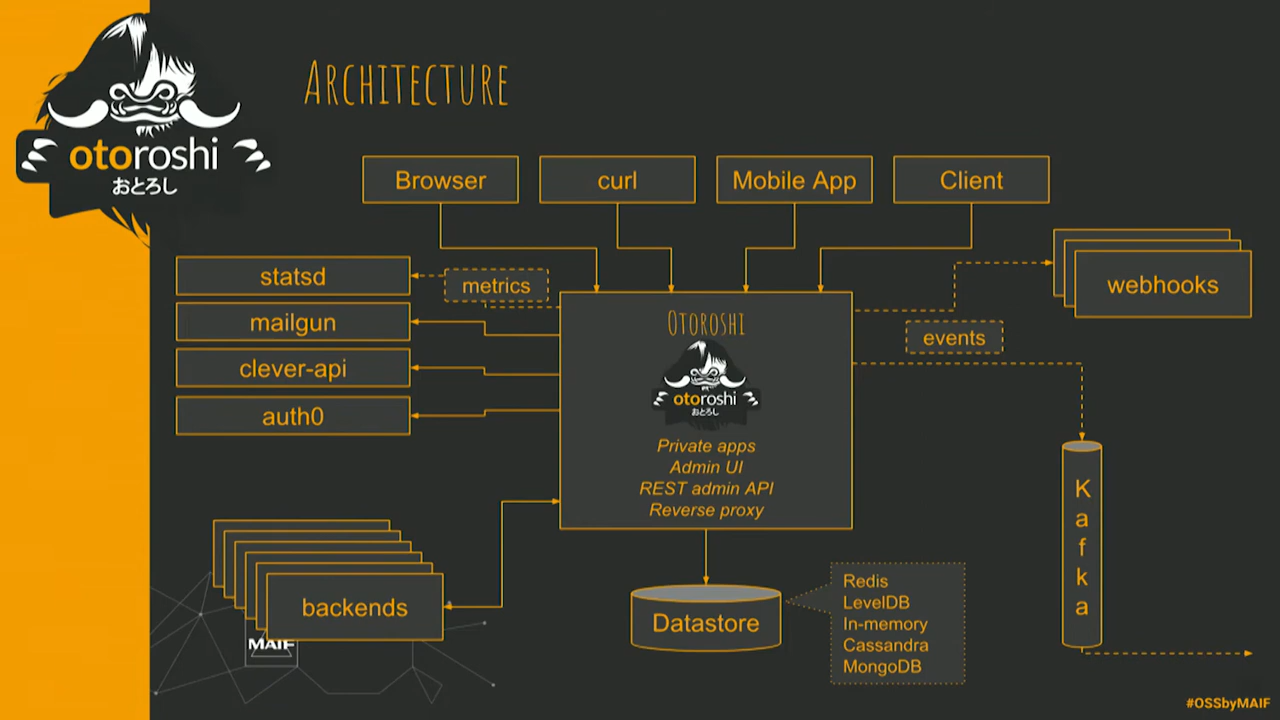 otoroshi
おとろし
ARCHITECTURE
Browser
curl
Mobile App
Client
statsd
metrics
mailgun
clever-api
auth0
webhooks
events
OTOROSHI
otoroshi
おとろし
Private apps
Admin UI
REST admin API
Reverse proxy
Kafka
backends
MAIF
Datastore
Redis
LevelDB
In-memory
Cassandra
MongoDB
#OSSbyMAIF